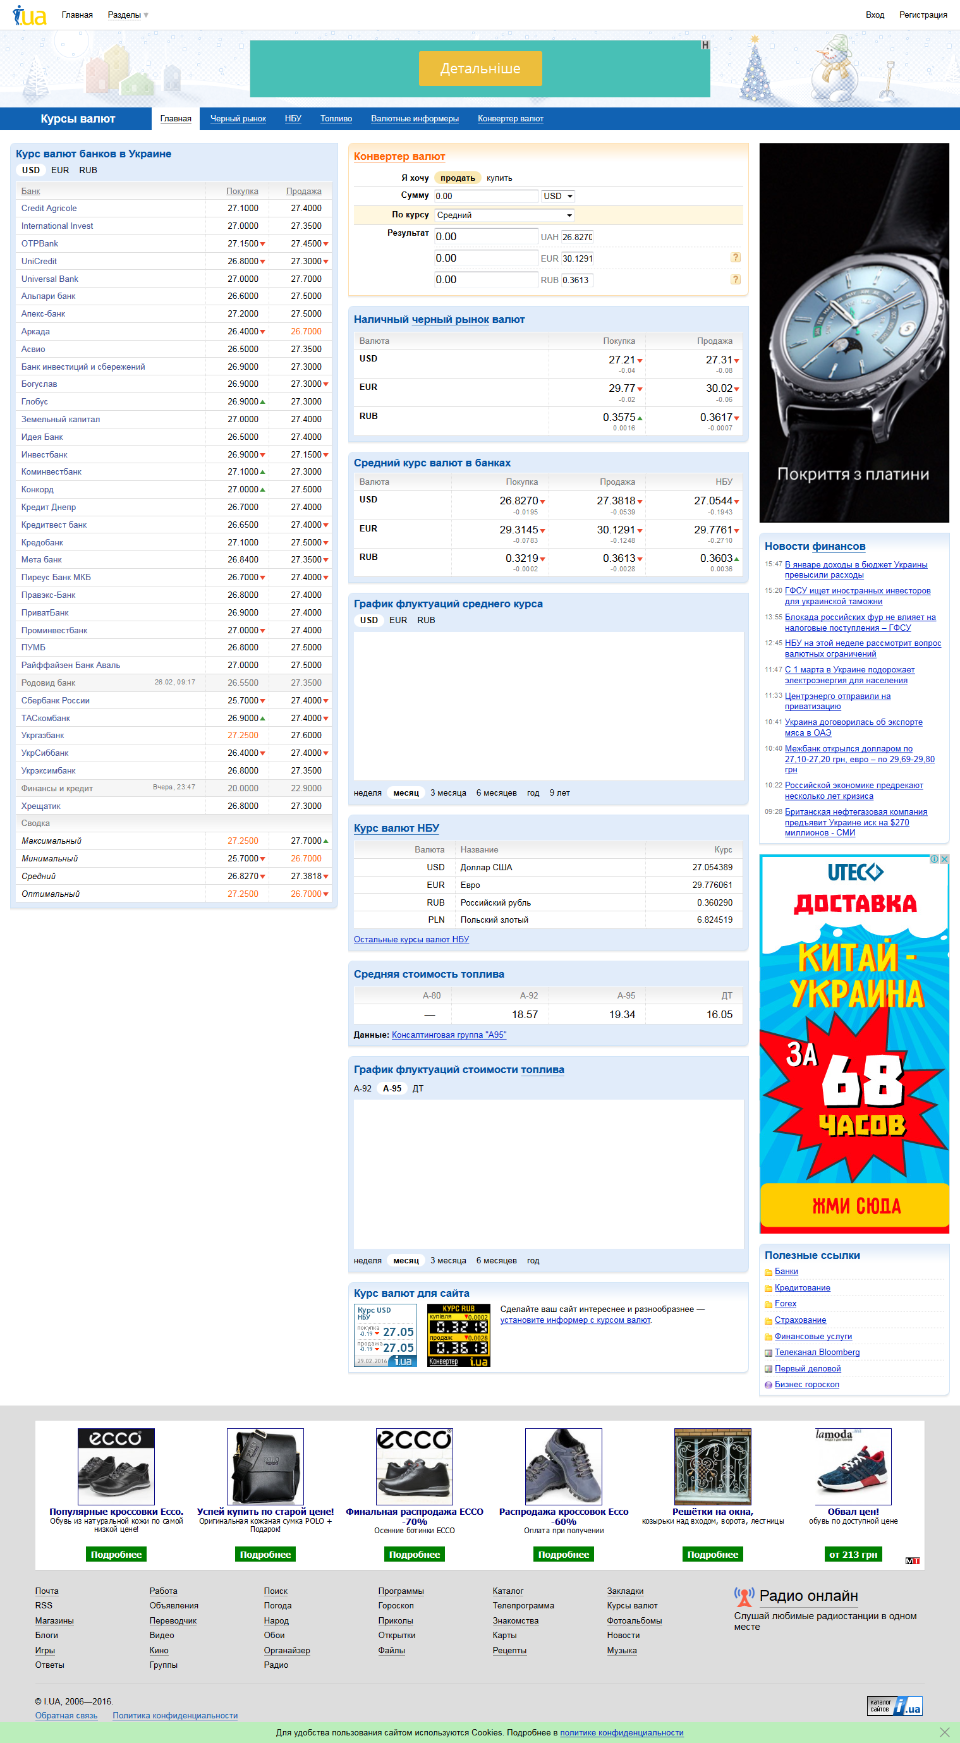 i.ua Главная Разделы ▾ Вход Регистрация
Детальніше
Курсы валют Главная Черный рынок НБУ Топливо Валютные информеры Конвертер валют
Курс валют банков в Украине
USD EUR RUB
Банк Покупка Продажа
Credit Agricole 27.1000 27.4000
International Invest 27.0000 27.3500
OTPBank 27.1500 27.4500
UniCredit 26.8000 27.3000
Universal Bank 27.0000 27.7000
Альпари банк 26.6000 27.5000
Апекс-банк 27.2000 27.5000
Аркада 26.4000 26.7000
Асвио 26.5000 27.3500
Банк инвестиций и сбережений 26.9000 27.3000
Богуслав 26.9000 27.3000
Глобус 26.9000 27.3000
Земельный капитал 27.0000 27.4000
Идея Банк 26.5000 27.4000
Инвестбанк 26.9000 27.1500
Коминвестбанк 27.1000 27.3000
Конкорд 27.0000 27.5000
Кредит Днепр 26.7000 27.4000
Кредитвест банк 26.6500 27.4000
Кредобанк 27.1000 27.5000
Мета банк 26.8400 27.3500
Пиреус Банк МКБ 26.7000 27.4000
Правэкс-Банк 26.8000 27.4000
ПриватБанк 26.9000 27.4000
Проминвестбанк 27.0000 27.4000
ПУМБ 26.8000 27.5000
Райффайзен Банк Аваль 27.0000 27.5000
Родовид банк 26.02, 09:17 26.5500 27.3500
Сбербанк России 25.7000 27.4000
ТАСкомбанк 26.9000 27.4000
Укргазбанк 27.2500 27.6000
УкрСиббанк 26.4000 27.4000
Укрэксимбанк 26.8000 27.3500
Финансы и кредит Вчера, 23:47 20.0000 22.9000
Хрещатик 26.8000 27.3000
Сводка
Максимальный 27.2500 27.7000
Минимальный 25.7000 26.7000
Средний 26.8270 27.3818
Оптимальный 27.2500 26.7000
Конвертер валют
Я хочу продать купить
Сумму 0.00 USD
По курсу Средний
Результат 0.00 UAH 26.8270
0.00 EUR 30.1291 ?
0.00 RUB 0.3613 ?
Наличный черный рынок валют
Валюта Покупка Продажа
USD 27.21 27.31
-0.04 -0.08
EUR 29.77 30.02
-0.02 -0.06
RUB 0.3575 0.3617
0.0016 -0.0007
Средний курс валют в банках
Валюта Покупка Продажа НБУ
USD 26.8270 27.3818 27.0544
-0.0195 -0.0539 -0.1943
EUR 29.3145 30.1291 29.7761
-0.0783 -0.1248 -0.2710
RUB 0.3219 0.3613 0.3603
-0.0002 -0.0028 0.0036
График флуктуаций среднего курса
USD EUR RUB
неделя месяц 3 месяца 6 месяцев год 9 лет
Курс валют НБУ
Валюта Название Курс
USD Доллар США 27.054389
EUR Евро 29.776061
RUB Российский рубль 0.360290
PLN Польский злотый 6.824519
Остальные курсы валют НБУ
Средняя стоимость топлива
А-80 А-92 А-95 ДТ
— 18.57 19.34 16.05
Данные: Консалтинговая группа "А95"
График флуктуаций стоимости топлива
А-92 А-95 ДТ
неделя месяц 3 месяца 6 месяцев год
Курс валют для сайта
Курс USD
НБУ
покупка
-0.19 27.05
продажа
-0.19 27.05
29.02.2016 i.ua
КУРС RUB
купівля 0.0002
0.3219
продаж 0.0028
0.3613
Конвертер i.ua
Сделайте ваш сайт интереснее и разнообразнее —
установите информер с курсом валют.
Покриття з платини
Новости финансов
15:47 В январе доходы в бюджет Украины
превысили расходы
15:20 ГФСУ ищет иностранных инвесторов
для украинской таможни
13:55 Блокада российских фур не влияет на
налоговые поступления – ГФСУ
12:45 НБУ на этой неделе рассмотрит вопрос
валютных ограничений
11:47 С 1 марта в Украине подорожает
электроэнергия для населения
11:33 Центрэнерго отправили на
приватизацию
10:41 Украина договорилась об экспорте
мяса в ОАЭ
10:40 Межбанк открылся долларом по
27,10-27,20 грн, евро – по 29,69-29,80
грн
10:22 Российской экономике предрекают
несколько лет кризиса
09:28 Британская нефтегазовая компания
предъявит Украине иск на $270
миллионов - СМИ
UTEC
ДОСТАВКА
КИТАЙ -
УКРАИНА
ЗА
68
ЧАСОВ
ЖМИ СЮДА
Полезные ссылки
Банки
Кредитование
Forex
Страхование
Финансовые услуги
Телеканал Bloomberg
Первый деловой
Бизнес гороскоп
ecco
Популярные кроссовки Ecco.
Обувь из натуральной кожи по самой
низкой цене!
Подробнее
Успей купить по старой цене!
Оригинальная кожаная сумка POLO +
Подарок!
Подробнее
ecco
Финальная распродажа ECCO
-70%
Осенние ботинки ECCO
Подробнее
Распродажа кроссовок Ecco
-60%
Оплата при получении
Подробнее
Решётки на окна,
козырьки над входом, ворота, лестницы
Подробнее
lamoda
Обвал цен!
обувь по доступной цене
от 213 грн
МТ
Почта Работа Поиск Программы Каталог Закладки
RSS Объявления Погода Гороскоп Телепрограмма Курсы валют
Магазины Переводчик Народ Приколы Знакомства Фотоальбомы
Блоги Видео Обои Открытки Карты Новости
Игры Кино Органайзер Файлы Рецепты Музыка
Ответы Группы Радио
Радио онлайн
Слушай любимые радиостанции в одном
месте
© I.UA, 2006—2016.
Обратная связь Политика конфиденциальности
каталог
сайтов i.ua
Для удобства пользования сайтом используются Cookies. Подробнее в политике конфиденциальности